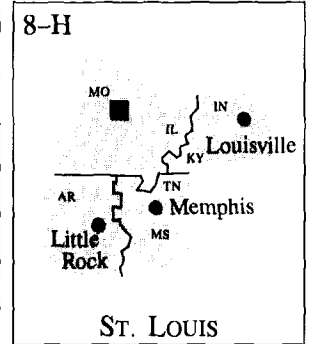 8-H
MO
IN
IL
Louisville
KY
TN
AR
Memphis
Little
Rock
MS
ST. LOUIS